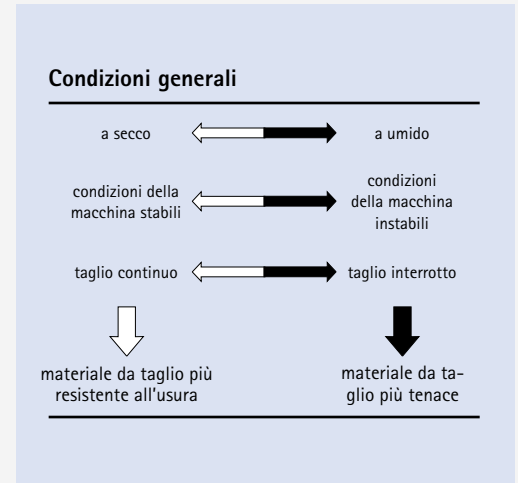 Condizioni generali
a secco
a umido
condizioni della
macchina stabili
condizioni
della macchina
instabili
taglio continuo
taglio interrotto
materiale da taglio più
resistente all'usura
materiale da ta-
glio più tenace